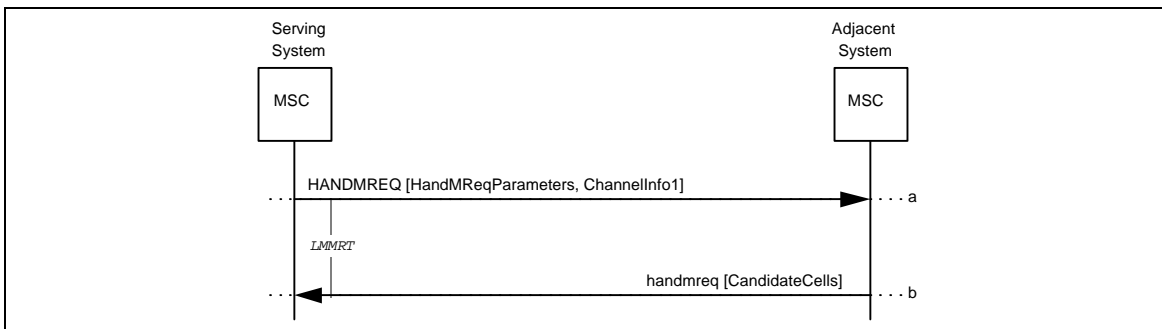 Serving
System
Adjacent
System
MSC
MSC
HANDMREQ [HandMReqParameters, ChannelInfo1]
a
LMMRT
handmreq [CandidateCells]
b